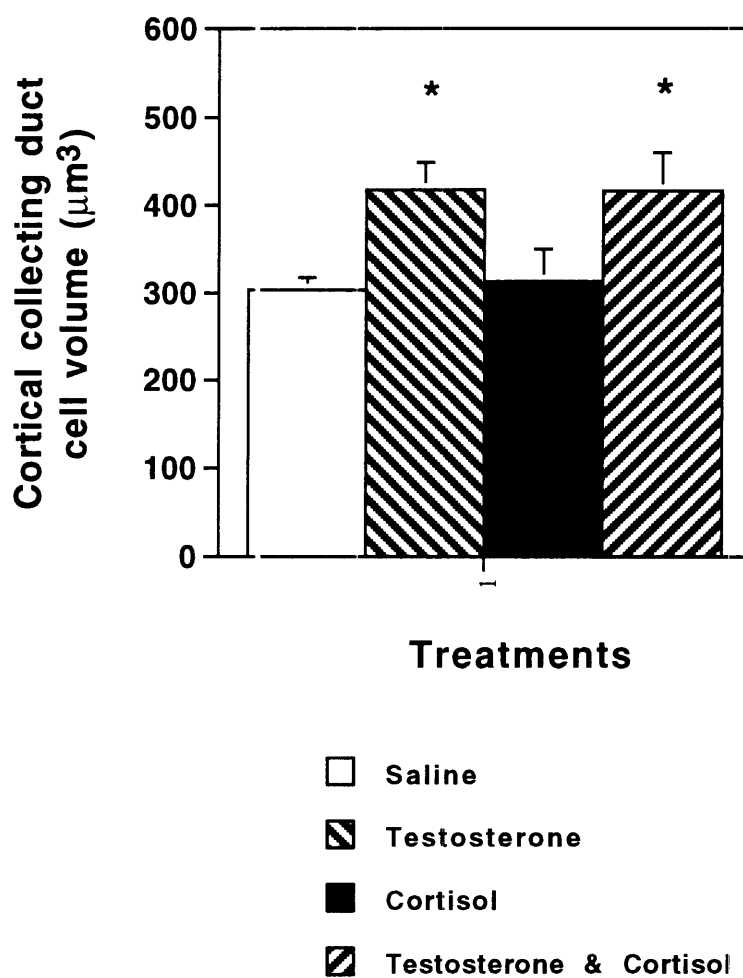 600
500
400
300
200
100
0
Cortical collecting duct
cell volume (μm³)
*
*
1
Treatments
Saline
Testosterone
Cortisol
Testosterone & Cortisol